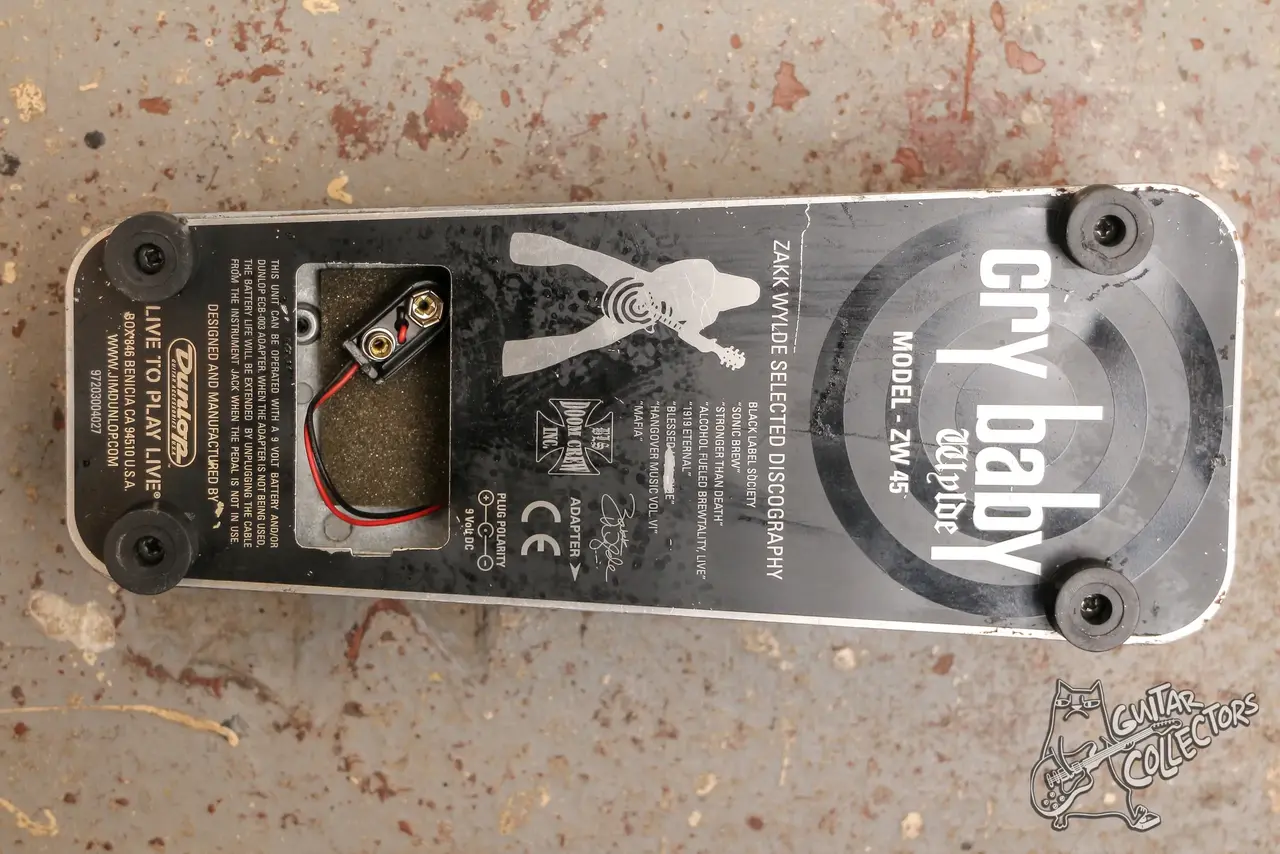 cry baby
Wylde
MODEL - ZW 45
ZAKK WYLDE SELECTED DISCOGRAPHY
BLACK LABEL SOCIETY
"SONIC BREW"
"STRONGER THAN DEATH"
"ALCOHOL FUELED BREWTALITY, LIVE"
"1919 ETERNAL"
"BLESSED
"HANGOVER MUSIC VOL. VI"
"MAFIA"
DOOM CREW
INC.
ADAPTER
CE
PLUG POLARITY
9 Volt DC
THIS UNIT CAN BE OPERATED WITH A 9 VOLT BATTERY AND/OR
DUNLOP ECB-003 ADAPTER. WHEN THE ADAPTER IS NOT BEING USED,
THE BATTERY LIFE WILL BE EXTENDED BY UNPLUGGING THE CABLE
FROM THE INSTRUMENT JACK WHEN THE PEDAL IS NOT IN USE.
DESIGNED AND MANUFACTURED BY
DUNLOP
LIVE TO PLAY LIVE®
BOX 846 BENICIA CA 94510 U.S.A.
WWW.JIMDUNLOP.COM
97203004027
GUITAR
COLLECTORS